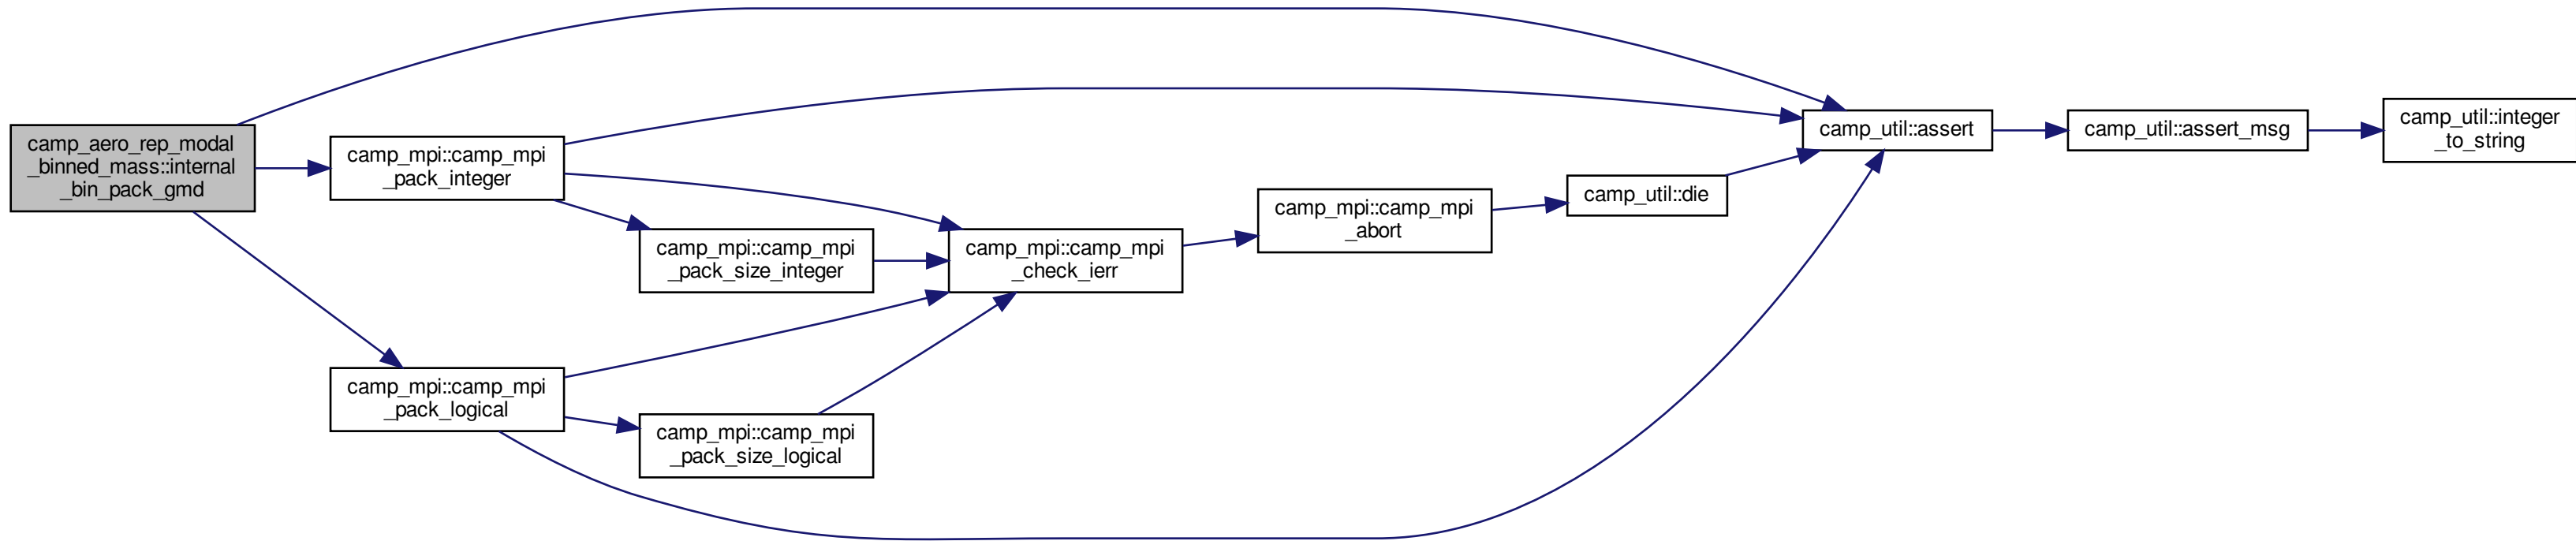 camp_aero_rep_modal
_binned_mass::internal
_bin_pack_gmd
camp_mpi::camp_mpi
_pack_integer
camp_mpi::camp_mpi
_pack_size_integer
camp_mpi::camp_mpi
_check_ierr
camp_mpi::camp_mpi
_abort
camp_util::die
camp_util::assert
camp_util::assert_msg
camp_util::integer
_to_string
camp_mpi::camp_mpi
_pack_logical
camp_mpi::camp_mpi
_pack_size_logical